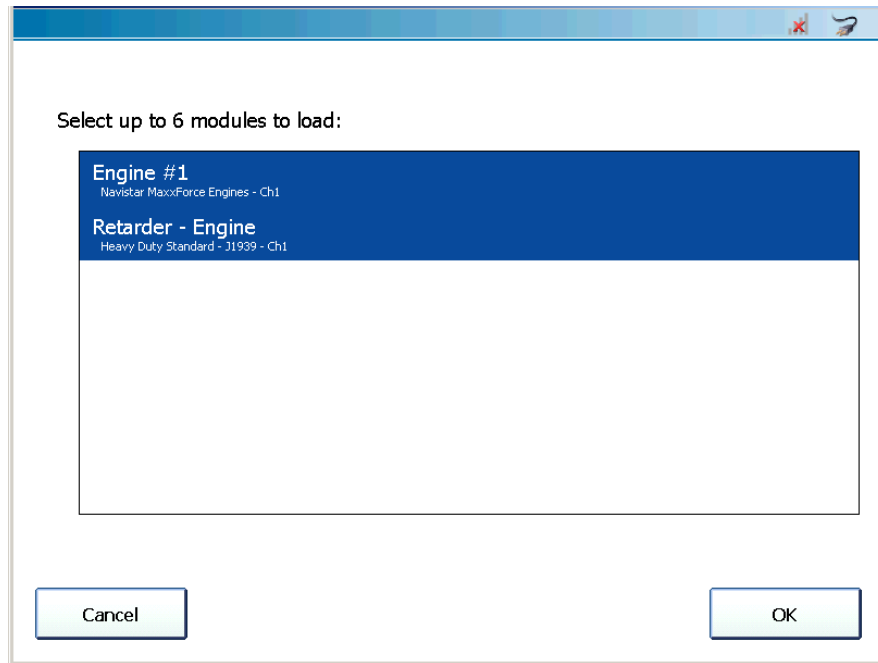 Select up to 6 modules to load:
Engine #1
Navistar MaxxForce Engines - Ch1
Retarder - Engine
Heavy Duty Standard - J1939 - Ch1
Cancel
OK